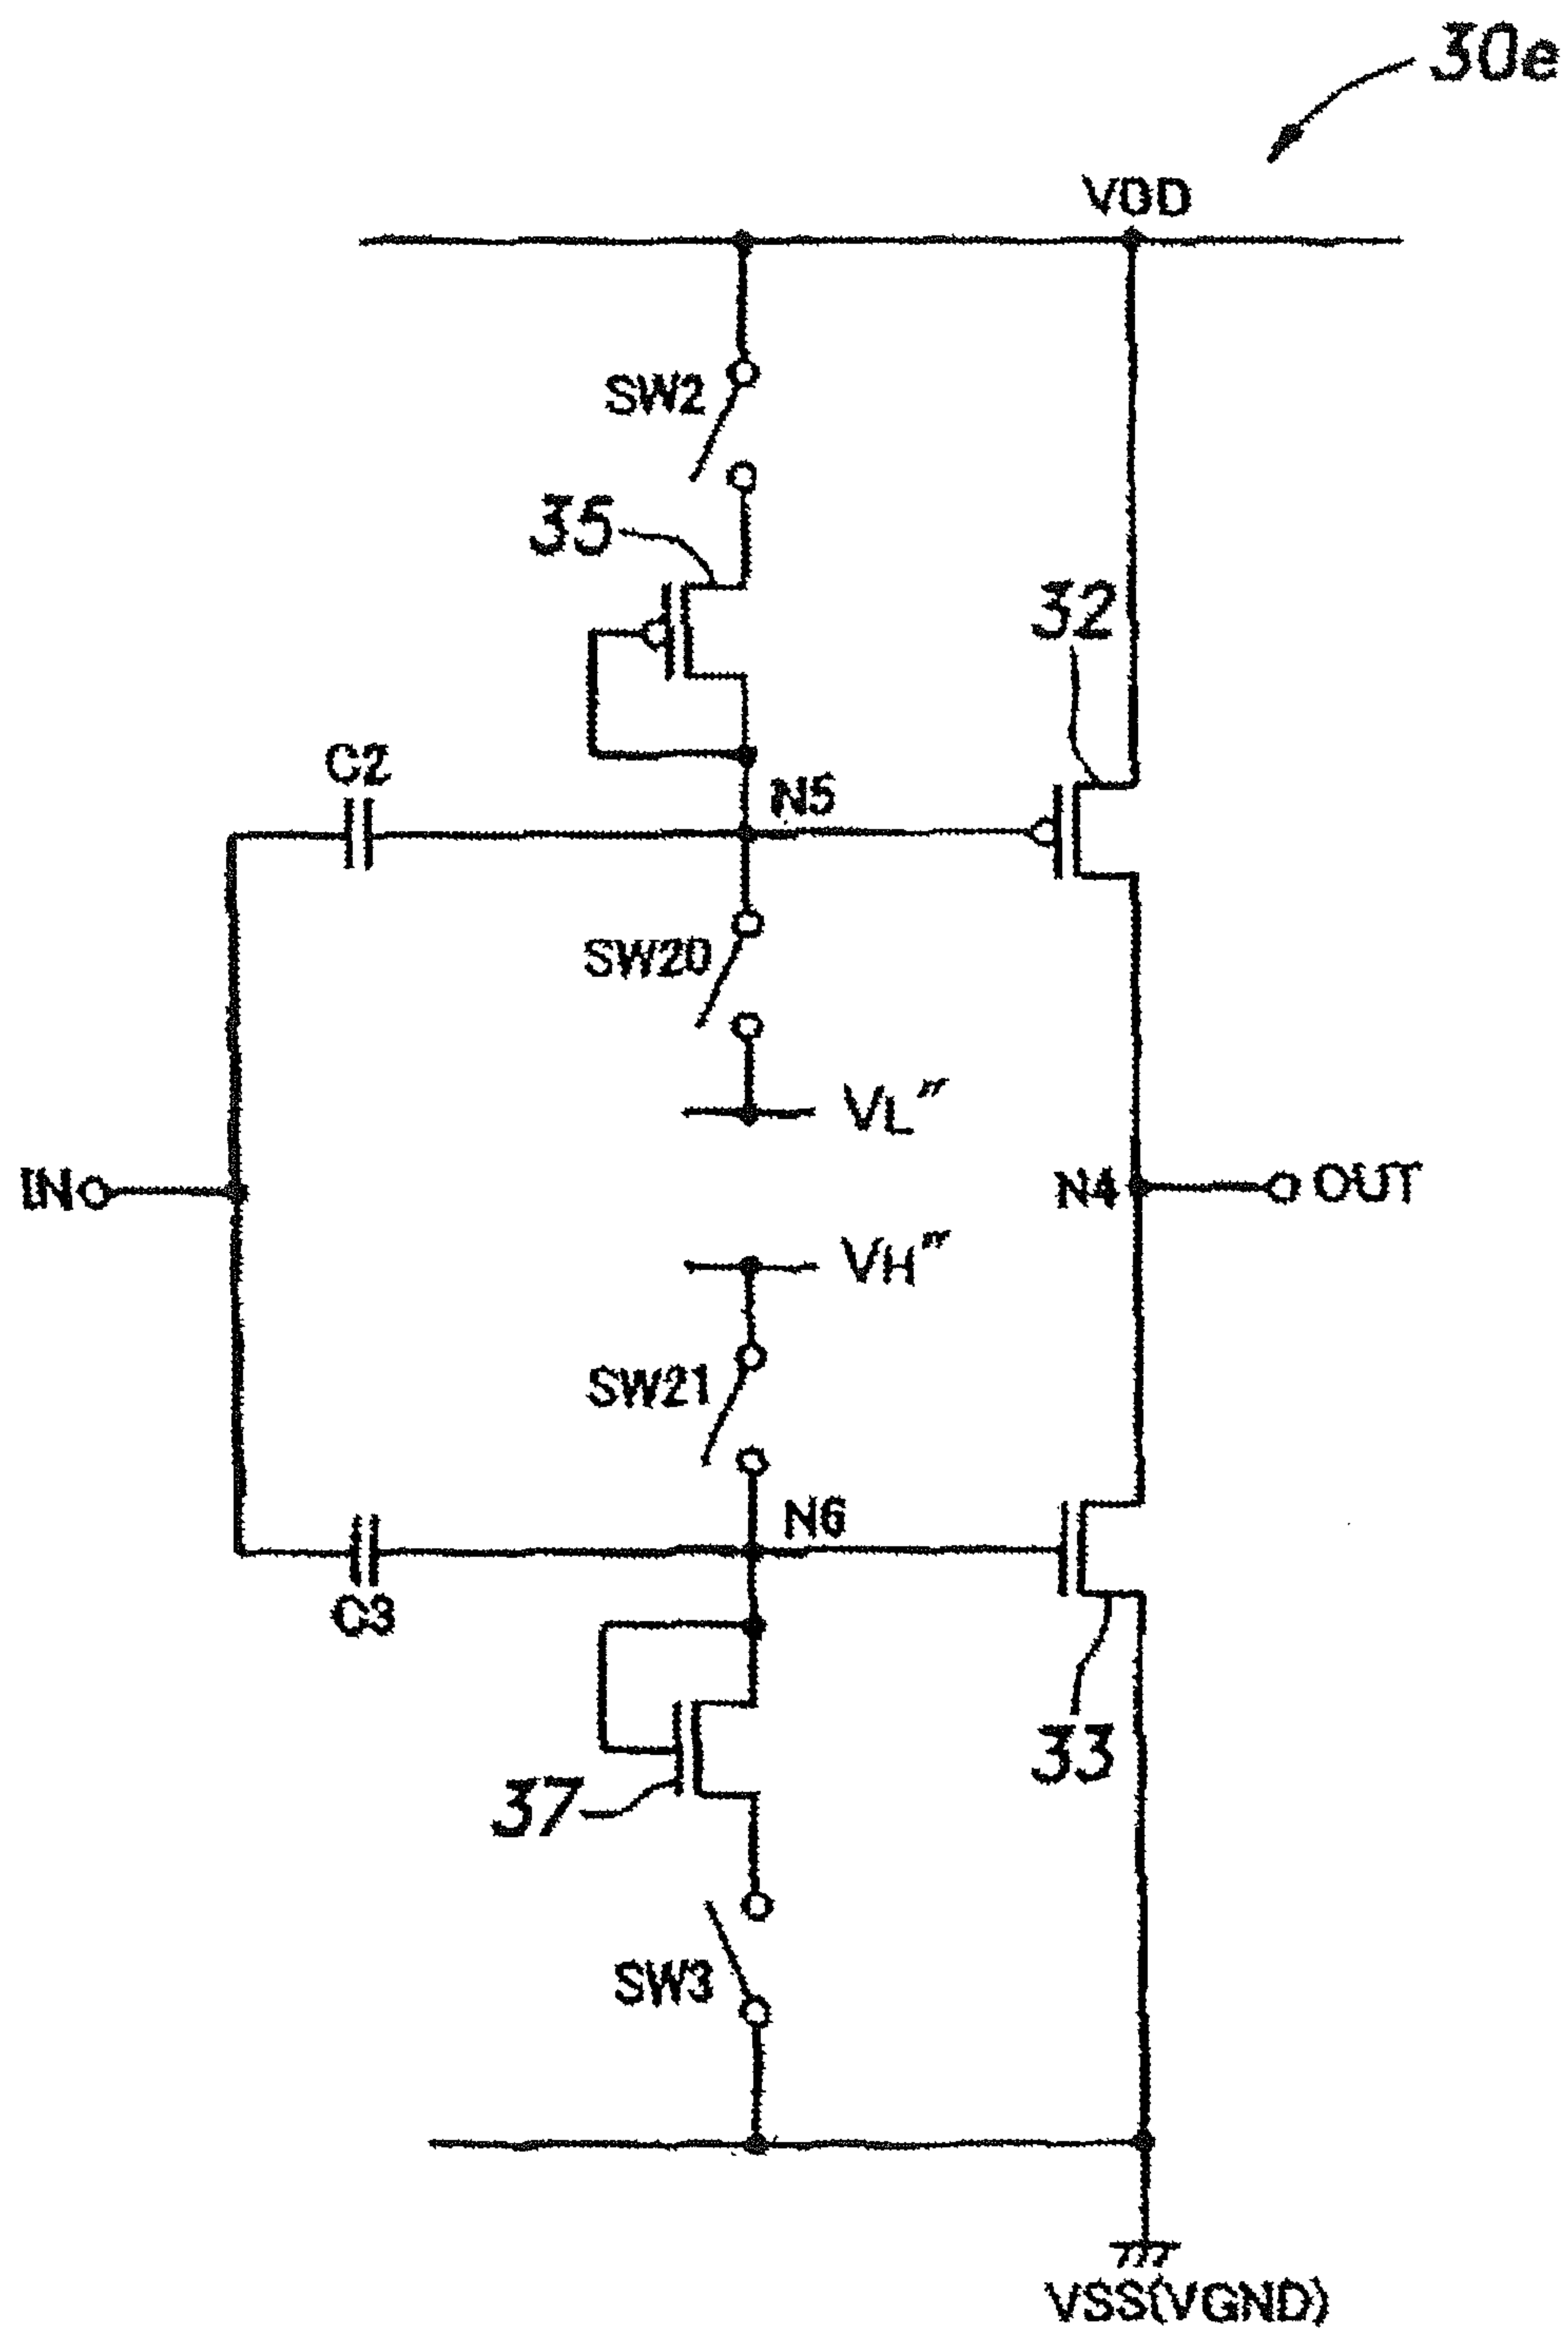 30e
VDD
SW2
35
32
C2
N5
SW20
VL"
IN
N4
OUT
VH"'
SW21
N6
C3
33
37
SW3
VSS(VGND)